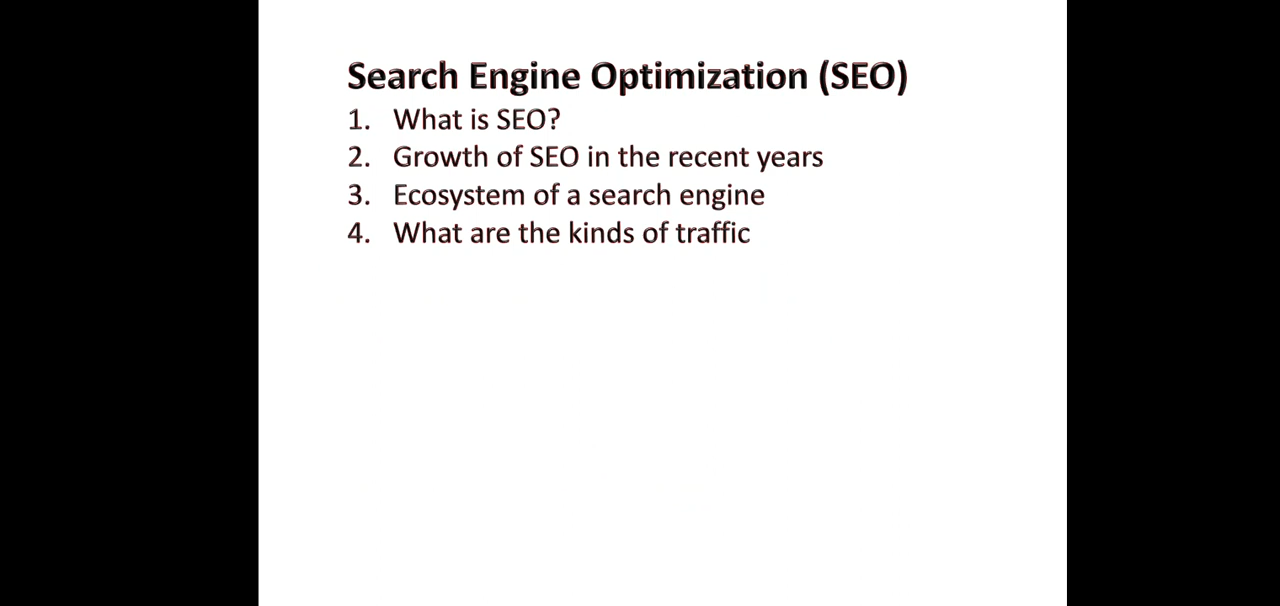 Search Engine Optimization (SEO)
1. What is SEO?
2. Growth of SEO in the recent years
3. Ecosystem of a search engine
4. What are the kinds of traffic